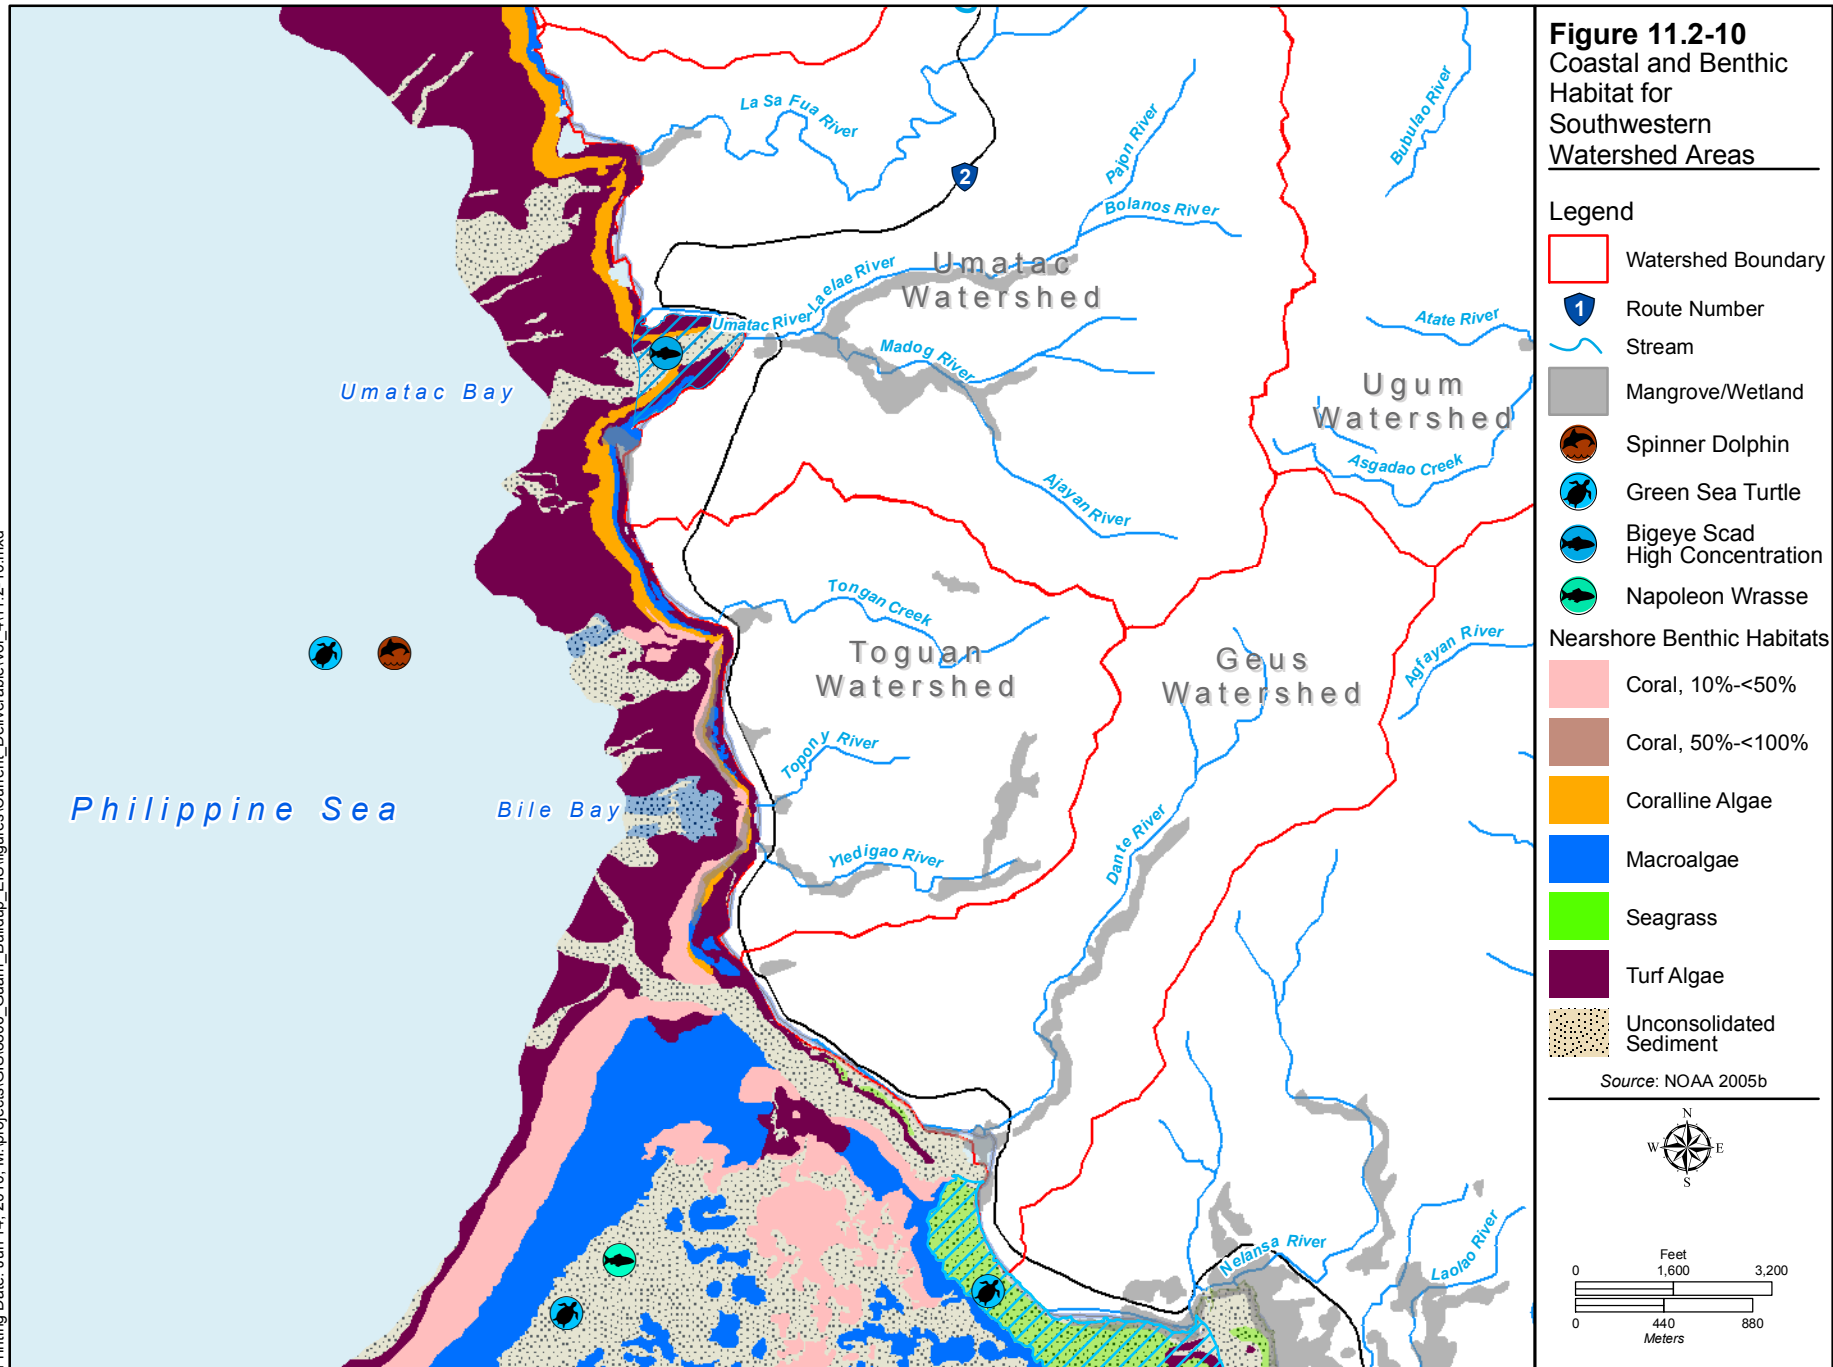 Figure 11.2-10
Coastal and Benthic
Habitat for
Southwestern
Watershed Areas
Legend
Watershed Boundary
1
Route Number
Stream
Mangrove/Wetland
Spinner Dolphin
Green Sea Turtle
Bigeye Scad
High Concentration
Napoleon Wrasse
Nearshore Benthic Habitats
Coral, 10%-<50%
Coral, 50%-<100%
Coralline Algae
Macroalgae
Seagrass
Turf Algae
Unconsolidated
Sediment
Source: NOAA 2005b
N
W E
S
Feet
0 1,600 3,200
0 440 880
Meters
La Sa Fua River
2
Pajon River
Bubulao River
Bolanos River
Umatac
Watershed
Laelae River
Umatac River
Madog River
Atate River
Umatac Bay
Ugum
Watershed
Asgadao Creek
Ajayan River
Tongan Creek
Toguan
Watershed
Geus
Watershed
Agfayan River
Topony River
Philippine Sea
Bile Bay
Yledigao River
Dante River
Nelansa River
Laolao River